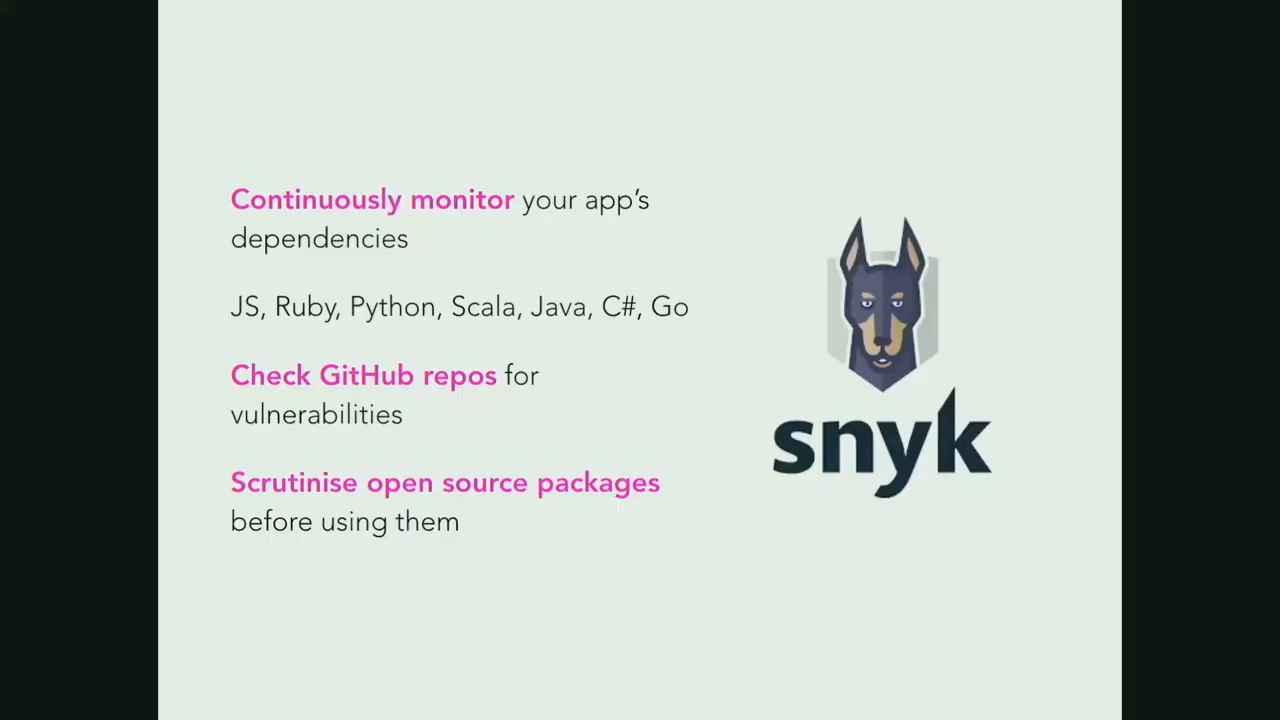 Continuously monitor your app’s
dependencies
JS, Ruby, Python, Scala, Java, C#, Go
Check GitHub repos for
vulnerabilities
Scrutinise open source packages
before using them
snyk